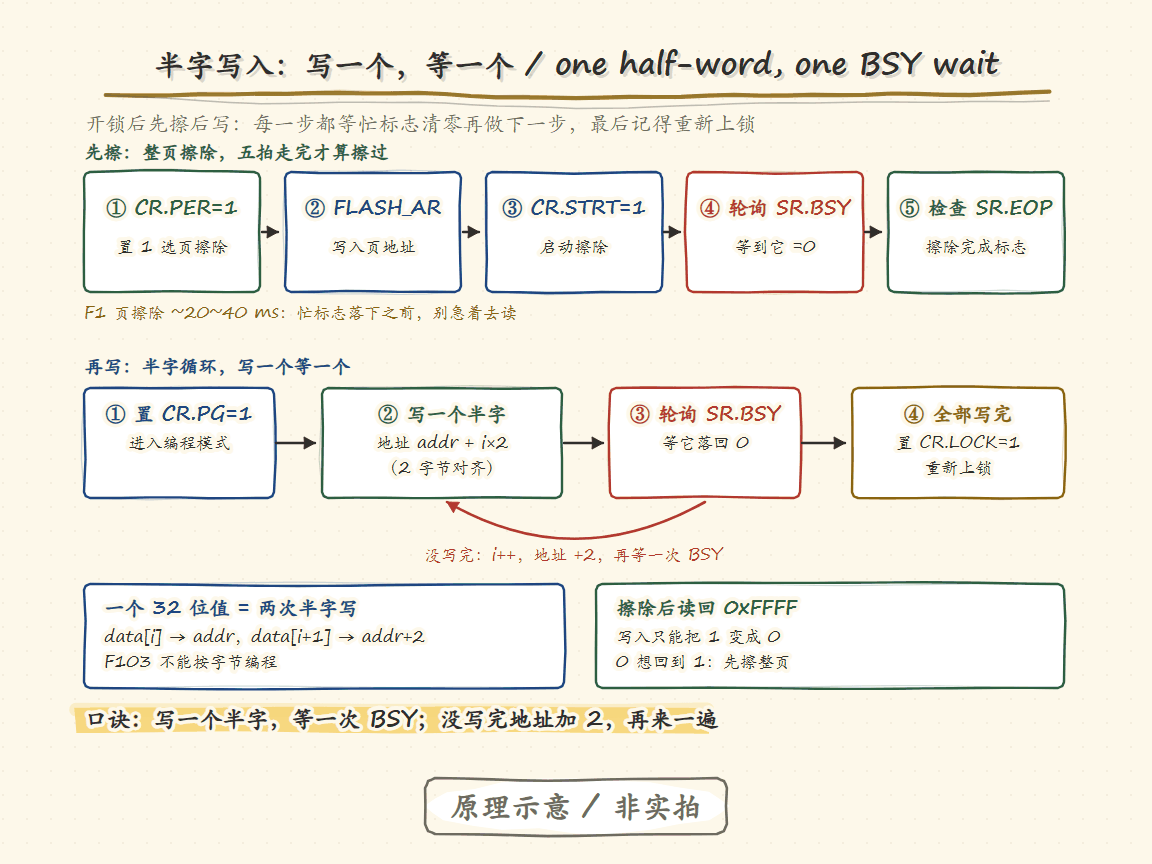 半字写入：写一个，等一个 / one half-word, one BSY wait
开锁后先擦后写：每一步都等忙标志清零再做下一步，最后记得重新上锁
先擦：整页擦除，五拍走完才算擦过
① CR.PER=1
置 1 选页擦除
② FLASH_AR
写入页地址
③ CR.STRT=1
启动擦除
④ 轮询 SR.BSY
等到它 =0
⑤ 检查 SR.EOP
擦除完成标志
F1 页擦除 ~20~40 ms：忙标志落下之前，别急着去读
再写：半字循环，写一个等一个
① 置 CR.PG=1
进入编程模式
② 写一个半字
地址 addr + i×2
（2 字节对齐）
③ 轮询 SR.BSY
等它落回 0
④ 全部写完
置 CR.LOCK=1
重新上锁
没写完：i++，地址 +2，再等一次 BSY
一个 32 位值 = 两次半字写
data[i] → addr，data[i+1] → addr+2
F103 不能按字节编程
擦除后读回 0xFFFF
写入只能把 1 变成 0
0 想回到 1：先擦整页
口诀：写一个半字，等一次 BSY；没写完地址加 2，再来一遍
原理示意 / 非实拍